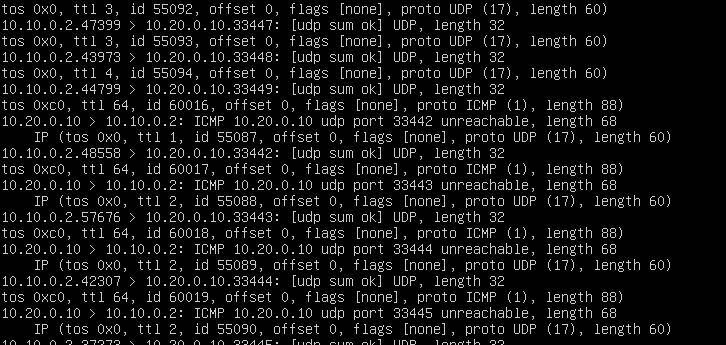 tos 0x0, ttl 3, id 55092, offset 0, flags [none], proto UDP (17), length 60)
10.10.0.2.47399 > 10.20.0.10.33447: [udp sum ok] UDP, length 32
tos 0x0, ttl 3, id 55093, offset 0, flags [none], proto UDP (17), length 60)
10.10.0.2.43973 > 10.20.0.10.33448: [udp sum ok] UDP, length 32
tos 0x0, ttl 4, id 55094, offset 0, flags [none], proto UDP (17), length 60)
10.10.0.2.44799 > 10.20.0.10.33449: [udp sum ok] UDP, length 32
tos 0xc0, ttl 64, id 60016, offset 0, flags [none], proto ICMP (1), length 88)
10.20.0.10 > 10.10.0.2: ICMP 10.20.0.10 udp port 33442 unreachable, length 68
IP (tos 0x0, ttl 1, id 55087, offset 0, flags [none], proto UDP (17), length 60)
10.10.0.2.48558 > 10.20.0.10.33442: [udp sum ok] UDP, length 32
tos 0xc0, ttl 64, id 60017, offset 0, flags [none], proto ICMP (1), length 88)
10.20.0.10 > 10.10.0.2: ICMP 10.20.0.10 udp port 33443 unreachable, length 68
IP (tos 0x0, ttl 2, id 55088, offset 0, flags [none], proto UDP (17), length 60)
10.10.0.2.57676 > 10.20.0.10.33443: [udp sum ok] UDP, length 32
tos 0xc0, ttl 64, id 60018, offset 0, flags [none], proto ICMP (1), length 88)
10.20.0.10 > 10.10.0.2: ICMP 10.20.0.10 udp port 33444 unreachable, length 68
IP (tos 0x0, ttl 2, id 55089, offset 0, flags [none], proto UDP (17), length 60)
10.10.0.2.42307 > 10.20.0.10.33444: [udp sum ok] UDP, length 32
tos 0xc0, ttl 64, id 60019, offset 0, flags [none], proto ICMP (1), length 88)
10.20.0.10 > 10.10.0.2: ICMP 10.20.0.10 udp port 33445 unreachable, length 68
IP (tos 0x0, ttl 2, id 55090, offset 0, flags [none], proto UDP (17), length 60)
> 10.20.0.10.33445: [udp sum ok] UDP, length 32